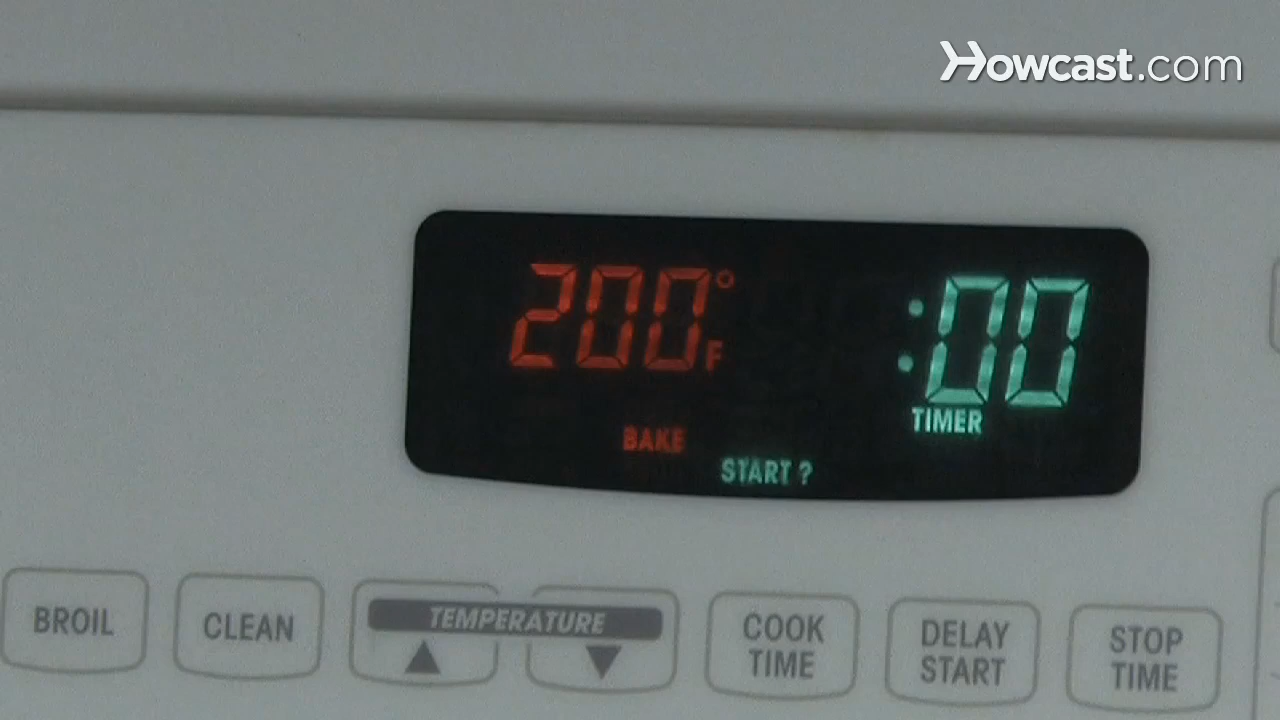 Howcast.com
200°F
:00
TIMER
BAKE
START ?
BROIL
CLEAN
TEMPERATURE
COOK
TIME
DELAY
START
STOP
TIME